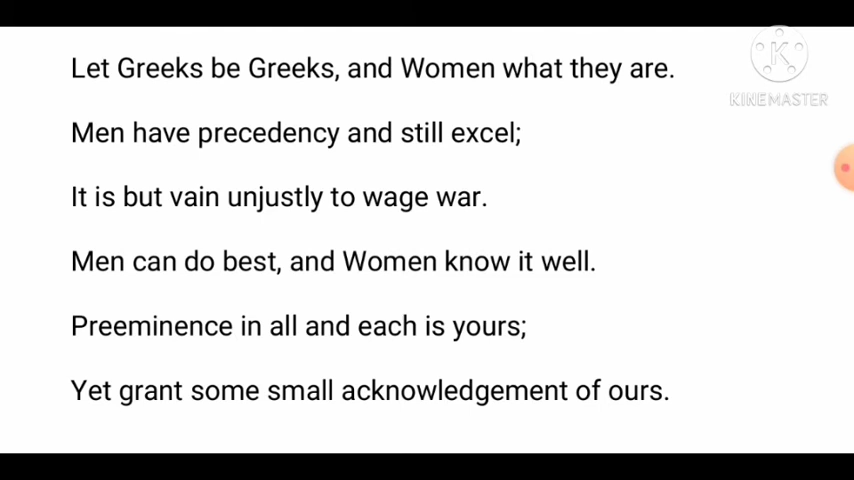 Let Greeks be Greeks, and Women what they are.
Men have precedency and still excel;
It is but vain unjustly to wage war.
Men can do best, and Women know it well.
Preeminence in all and each is yours;
Yet grant some small acknowledgement of ours.
K
KINEMASTER